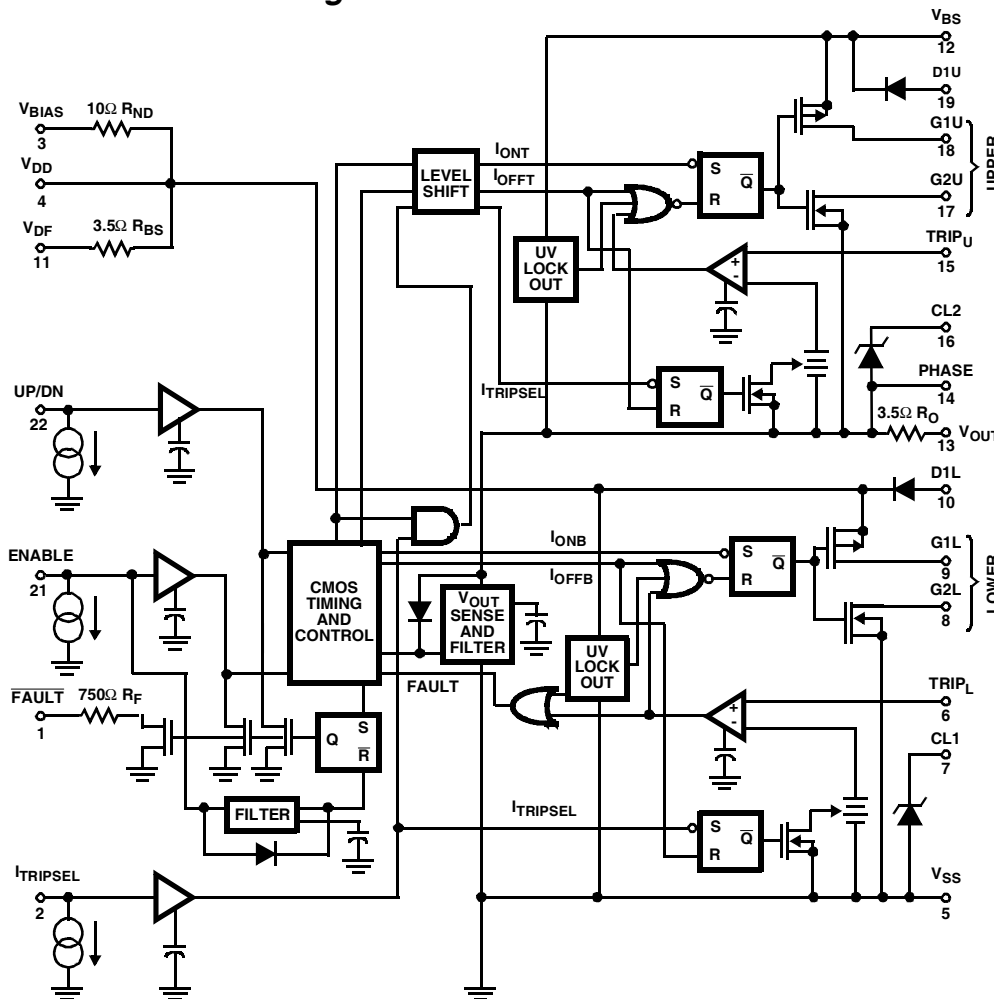 g
VBS
12
D1U
19
G1U
18
G2U
17
UPPER
TRIPU
15
CL2
16
PHASE
14
3.5Ω RO
VOUT
13
VBIAS
3
10Ω RND
VDD
4
VDF
11
3.5Ω RBS
LEVEL
SHIFT
IONT
IOFFT
S
R
Q̅
UV
LOCK
OUT
+
-
ITRIPSEL
S
R
Q̅
UP/DN
22
ENABLE
21
CMOS
TIMING
AND
CONTROL
IONB
IOFFB
VOUT
SENSE
AND
FILTER
FAULT
S
R
Q̅
UV
LOCK
OUT
D1L
10
G1L
9
G2L
8
LOWER
TRIPL
6
+
-
CL1
7
F̅A̅U̅L̅T̅
1
750Ω RF
Q
S
R̅
FILTER
ITRIPSEL
S
R
Q̅
ITRIPSEL
2
VSS
5